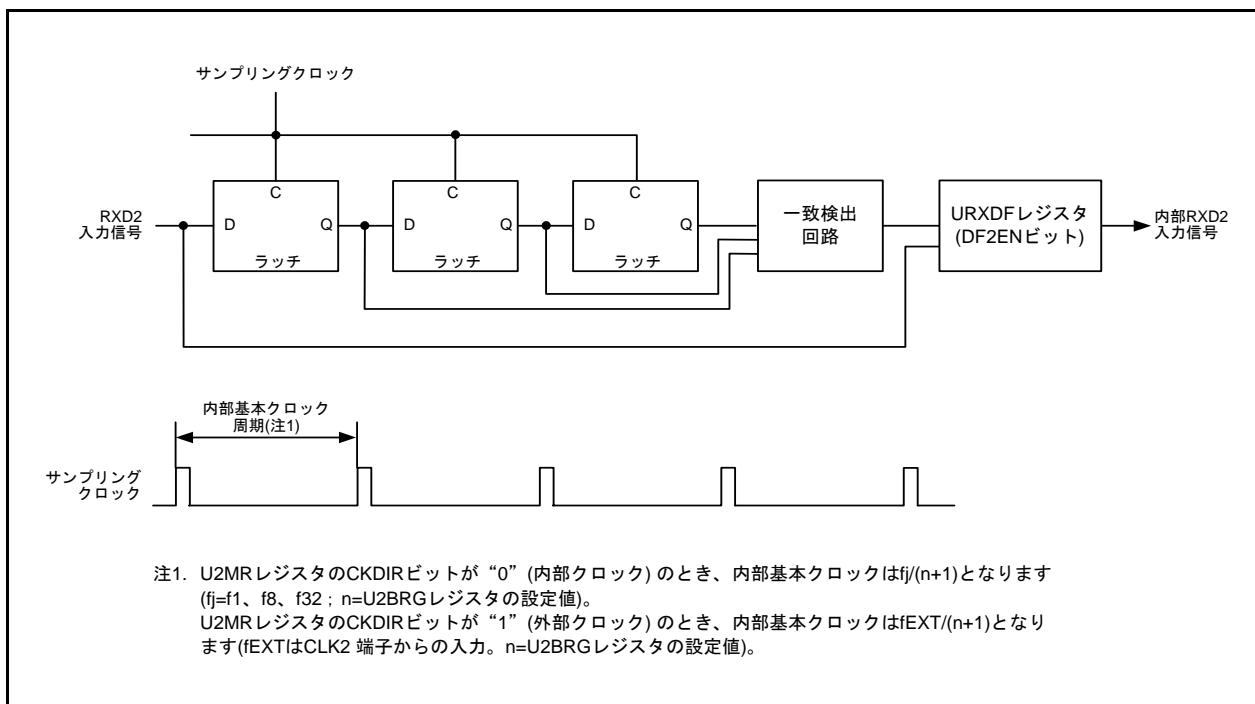 サンプリングクロック
C
C
C
RXD2
入力信号
D
Q
ラッチ
D
Q
ラッチ
D
Q
ラッチ
一致検出
回路
URXDFレジスタ
(DF2ENビット)
内部RXD2
入力信号
内部基本クロック
周期(注1)
サンプリング
クロック
注1. U2MRレジスタのCKDIRビットが“0”(内部クロック) のとき、内部基本クロックはfj/(n+1)となります
(fj=f1、f8、f32 ; n=U2BRGレジスタの設定値)。
U2MRレジスタのCKDIRビットが“1”(外部クロック) のとき、内部基本クロックはfEXT/(n+1)となり
ます(fEXTはCLK2 端子からの入力。n=U2BRGレジスタの設定値)。